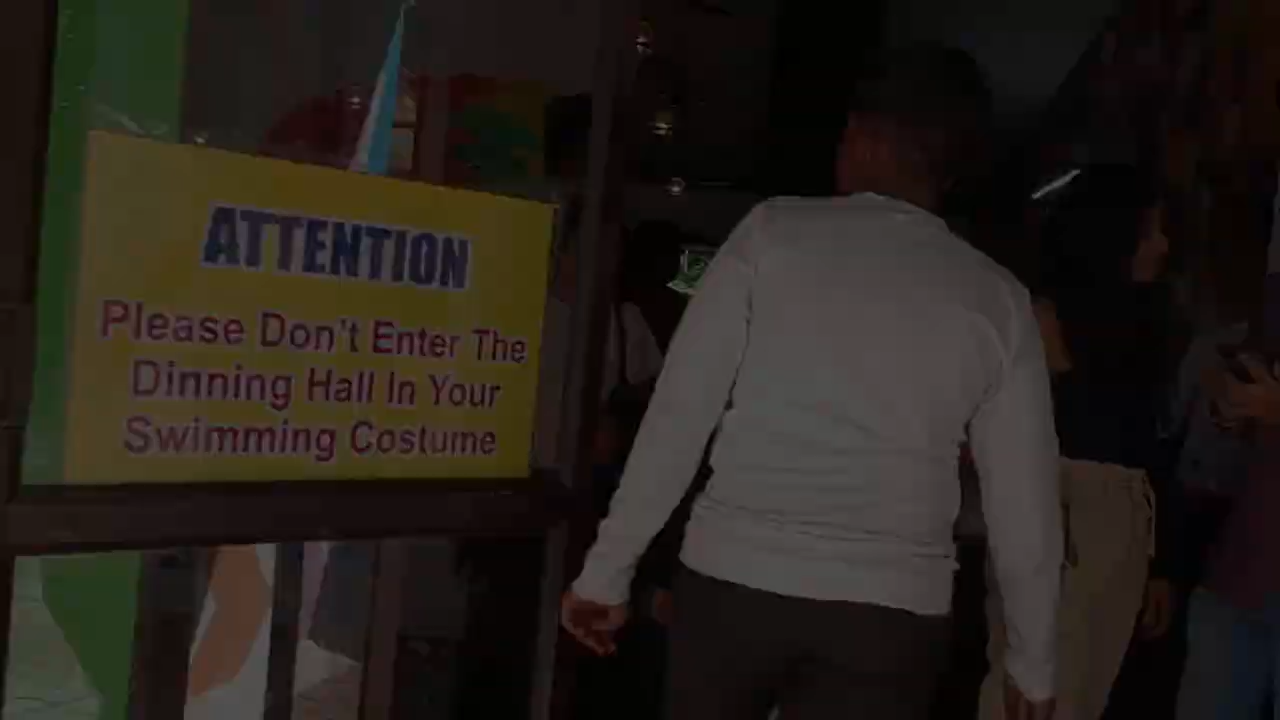 ATTENTION
Please Don't Enter The
Dinning Hall In Your
Swimming Costume